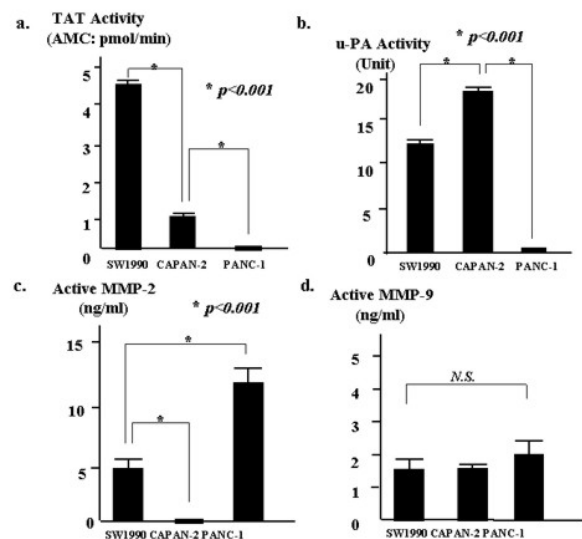 a.
TAT Activity
(AMC: pmol/min)
5
4
3
2
1
0
*
*
* p<0.001
SW1990 CAPAN-2 PANC-1
b.
u-PA Activity
(Unit)
* p<0.001
20
15
10
5
0
*
*
SW1990 CAPAN-2 PANC-1
c.
Active MMP-2
(ng/ml)
* p<0.001
15
10
5
0
*
*
SW1990 CAPAN-2 PANC-1
d.
Active MMP-9
(ng/ml)
5
4
3
2
1
0
N.S.
SW1990 CAPAN-2 PANC-1